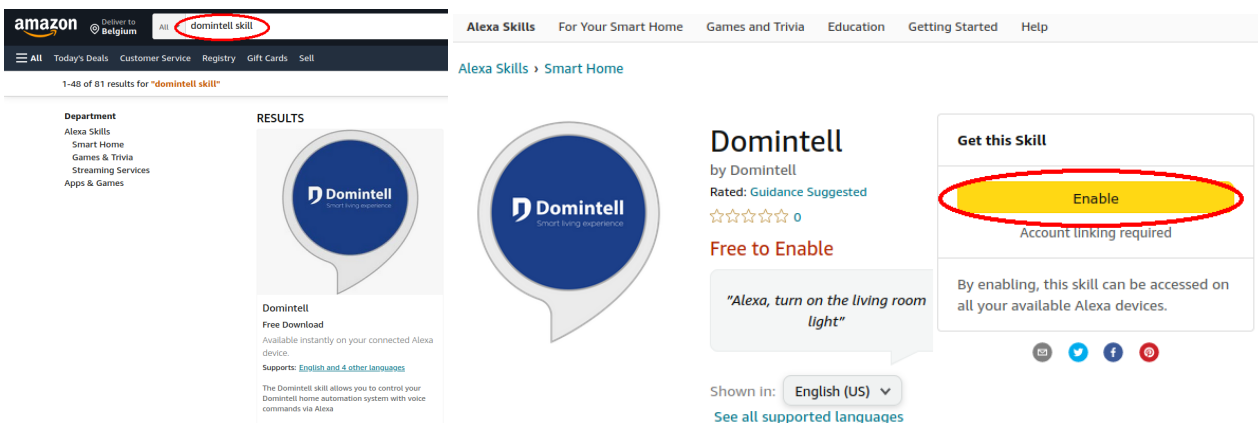 amazon
Deliver to
Belgium
All
domintell skill
All Today's Deals Customer Service Registry Gift Cards Sell
1-48 of 81 results for "domintell skill"
Department
Alexa Skills
Smart Home
Games & Trivia
Streaming Services
Apps & Games
RESULTS
Domintell
Smart living experience
Domintell
Free Download
Available instantly on your connected Alexa
device.
Supports: English and 4 other languages
The Domintell skill allows you to control your
Domintell home automation system with voice
commands via Alexa
Alexa Skills For Your Smart Home Games and Trivia Education Getting Started Help
Alexa Skills › Smart Home
Domintell
Smart living experience
Domintell
by Domintell
Rated: Guidance Suggested
0
Free to Enable
"Alexa, turn on the living room
light"
Shown in: English (US)
See all supported languages
Get this Skill
Enable
Account linking required
By enabling, this skill can be accessed on
all your available Alexa devices.